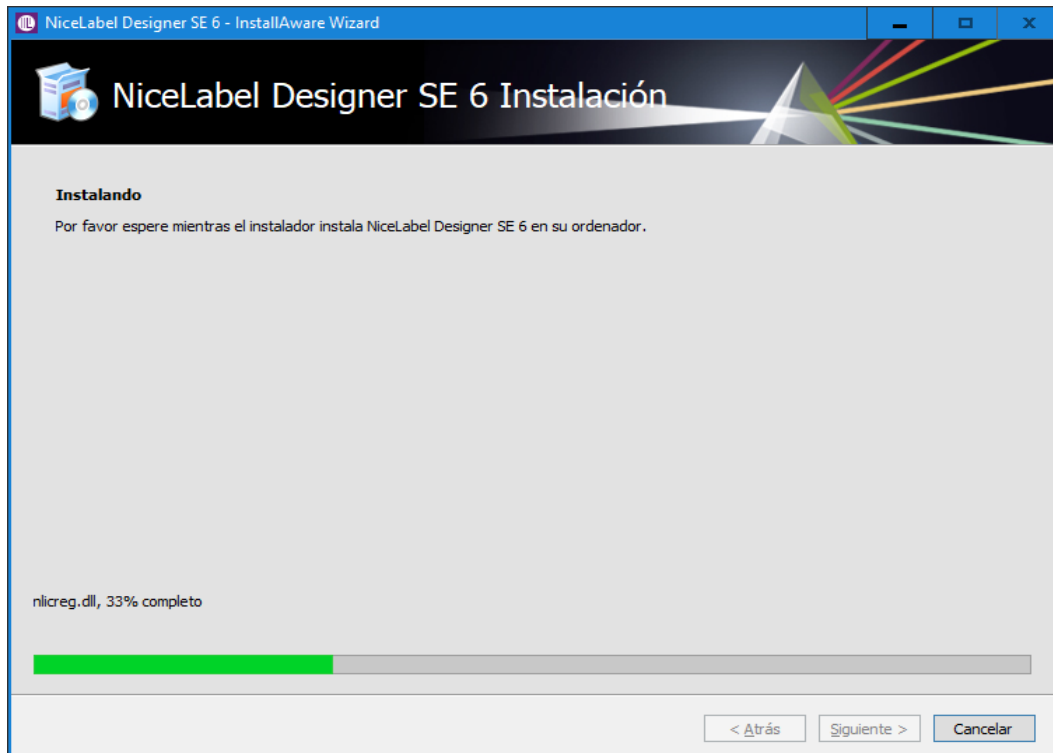 NiceLabel Designer SE 6 - InstallAware Wizard
NiceLabel Designer SE 6 Instalación
Instalando
Por favor espere mientras el instalador instala NiceLabel Designer SE 6 en su ordenador.
nlicreg.dll, 33% completo
< Atrás
Siguiente >
Cancelar